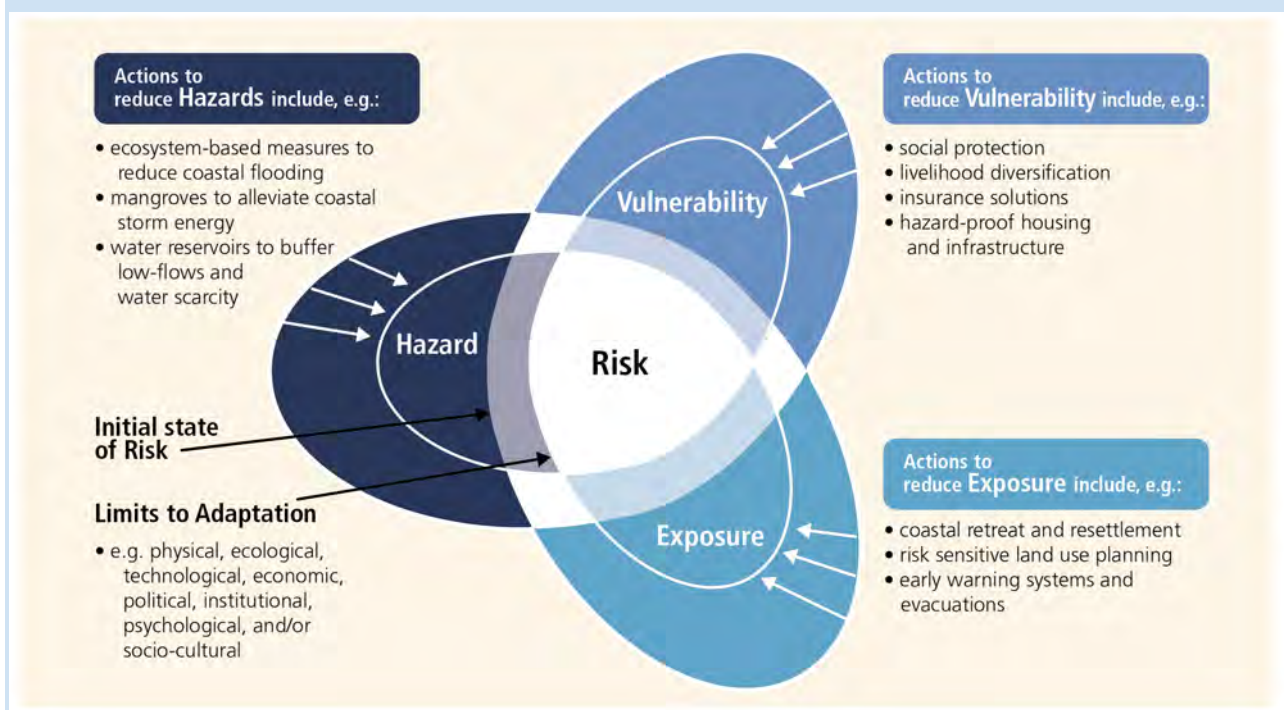 Actions to
reduce Hazards include, e.g.:
• ecosystem-based measures to
reduce coastal flooding
• mangroves to alleviate coastal
storm energy
• water reservoirs to buffer
low-flows and
water scarcity
Actions to
reduce Vulnerability include, e.g.:
• social protection
• livelihood diversification
• insurance solutions
• hazard-proof housing
and infrastructure
Vulnerability
Hazard
Risk
Exposure
Initial state
of Risk
Limits to Adaptation
• e.g. physical, ecological,
technological, economic,
political, institutional,
psychological, and/or
socio-cultural
Actions to
reduce Exposure include, e.g.:
• coastal retreat and resettlement
• risk sensitive land use planning
• early warning systems and
evacuations